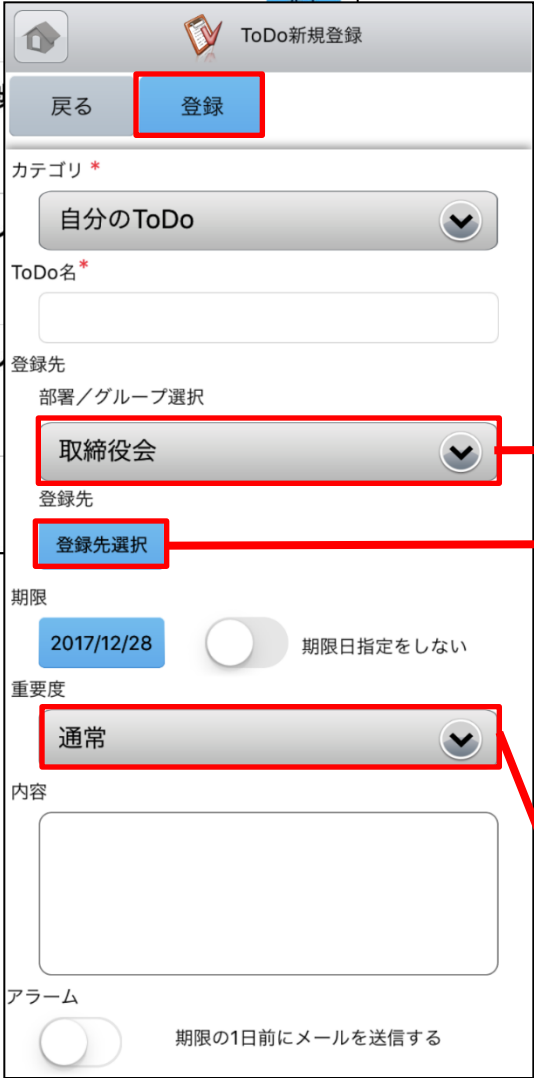 ToDo新規登録
戻る 登録
カテゴリ *
自分のToDo
ToDo名*
登録先
部署／グループ選択
取締役会
登録先
登録先選択
期限
2017/12/28 期限日指定をしない
重要度
通常
内容
アラーム
期限の1日前にメールを送信する